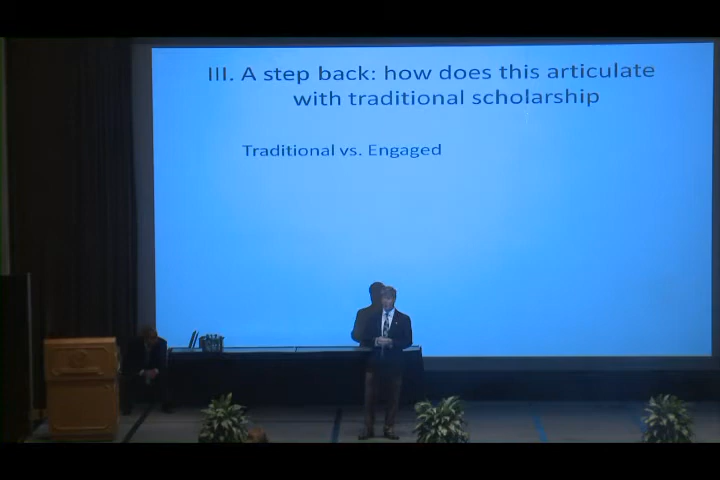 III. A step back: how does this articulate
with traditional scholarship
Traditional vs. Engaged